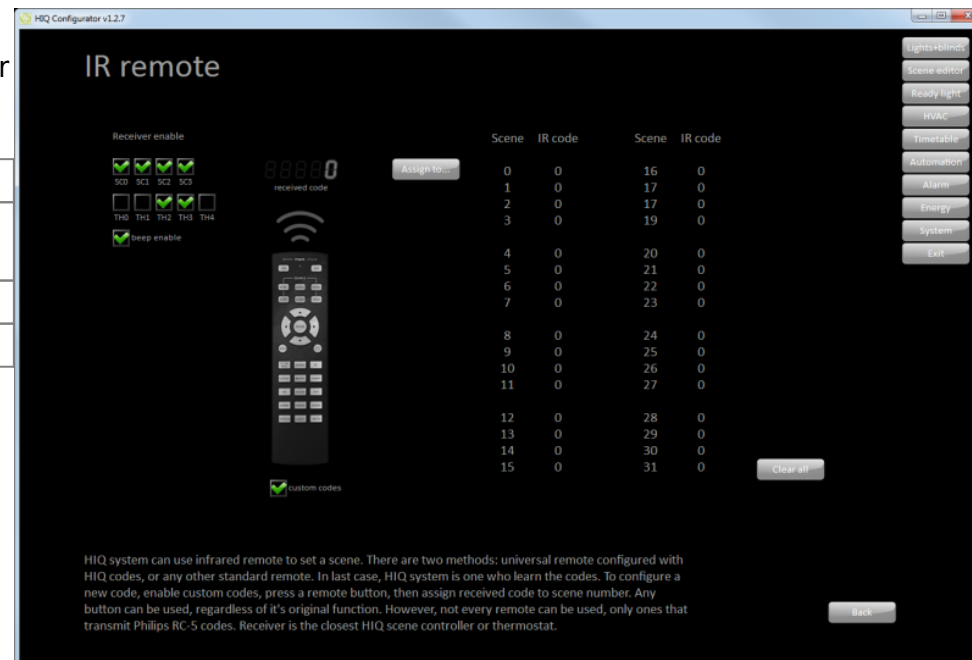 HIQ Configurator v1.2.7
r
IR remote
Lights+blinds
Scene editor
Ready light
HVAC
Timetable
Automation
Alarm
Energy
System
Exit
Receiver enable
SC0 SC1 SC2 SC3
TH0 TH1 TH2 TH3 TH4
beep enable
0
received code
Assign to...
custom codes
Scene IR code Scene IR code
0 0 16 0
1 0 17 0
2 0 17 0
3 0 19 0
4 0 20 0
5 0 21 0
6 0 22 0
7 0 23 0
8 0 24 0
9 0 25 0
10 0 26 0
11 0 27 0
12 0 28 0
13 0 29 0
14 0 30 0
15 0 31 0
Clear all
HIQ system can use infrared remote to set a scene. There are two methods: universal remote configured with
HIQ codes, or any other standard remote. In last case, HIQ system is one who learn the codes. To configure a
new code, enable custom codes, press a remote button, then assign received code to scene number. Any
button can be used, regardless of it's original function. However, not every remote can be used, only ones that
transmit Philips RC-5 codes. Receiver is the closest HIQ scene controller or thermostat.
Back